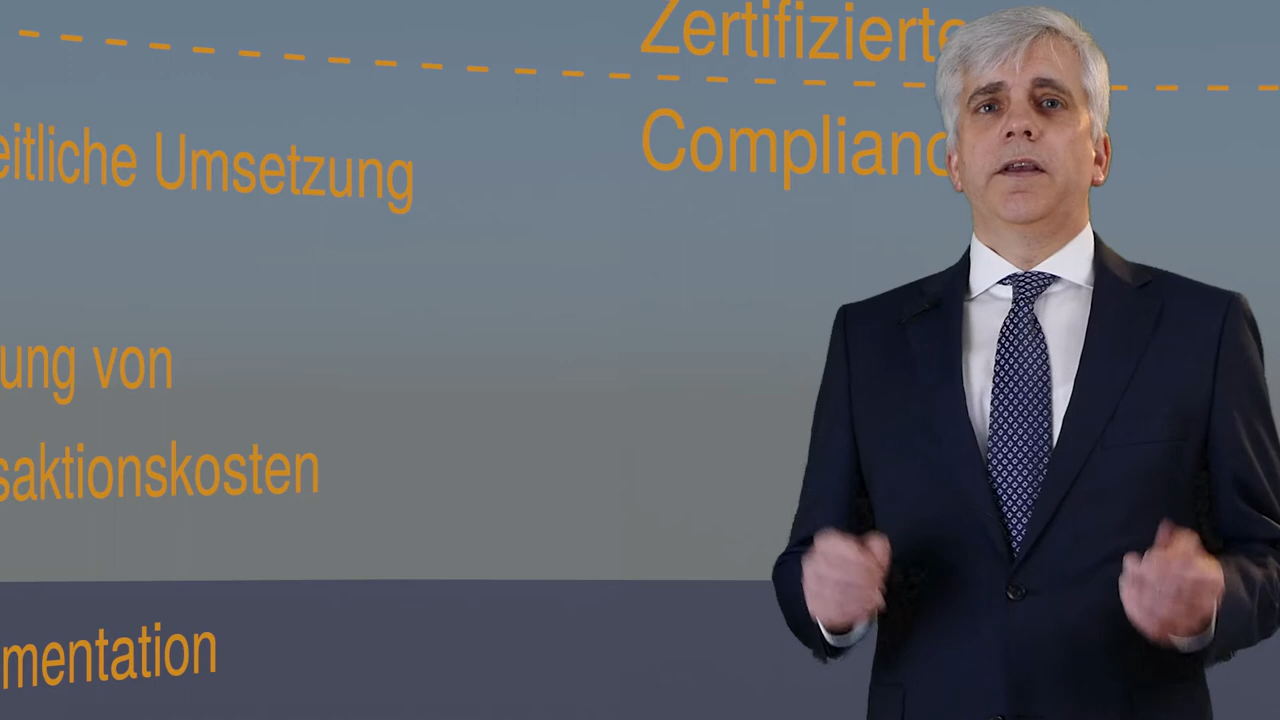 Zertifizierte
Complianc
eitliche Umsetzung
ung von
saktionskosten
mentation